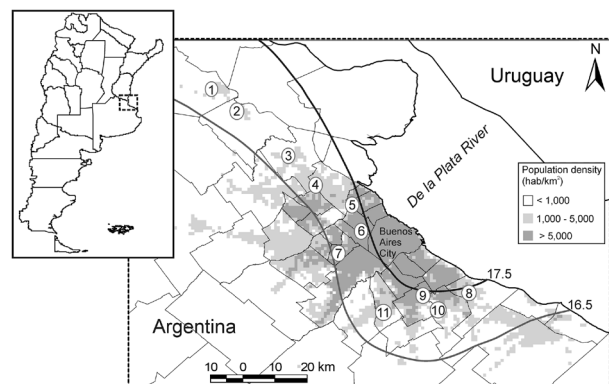 Uruguay
N
De la Plata River
Population density
(hab/km²)
< 1,000
1,000 - 5,000
> 5,000
1
2
3
4
5
6
Buenos
Aires
City
7
17.5
8
9
10
11
16.5
Argentina
10 0 10 20 km